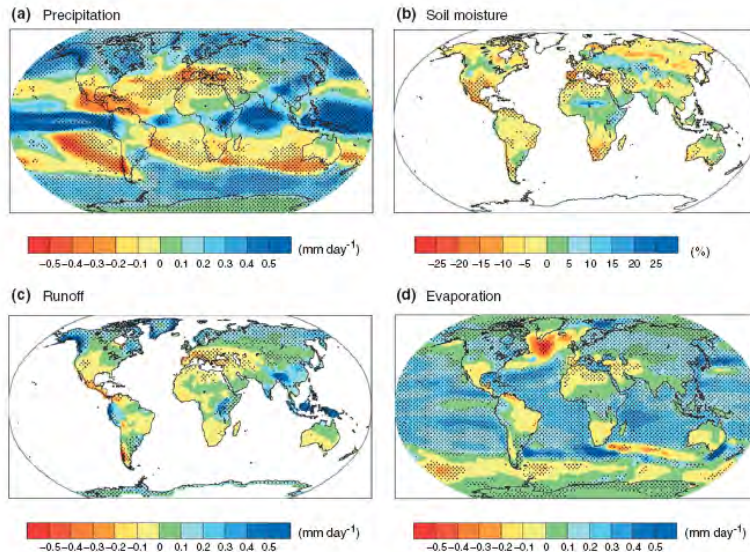 (a) Precipitation
(b) Soil moisture
−0.5−0.4−0.3−0.2−0.1 0 0.1 0.2 0.3 0.4 0.5 (mm day−1)
−25 −20 −15 −10 −5 0 5 10 15 20 25 (%)
(c) Runoff
(d) Evaporation
−0.5−0.4−0.3−0.2−0.1 0 0.1 0.2 0.3 0.4 0.5 (mm day−1)
−0.5−0.4−0.3−0.2−0.1 0 0.1 0.2 0.3 0.4 0.5 (mm day−1)